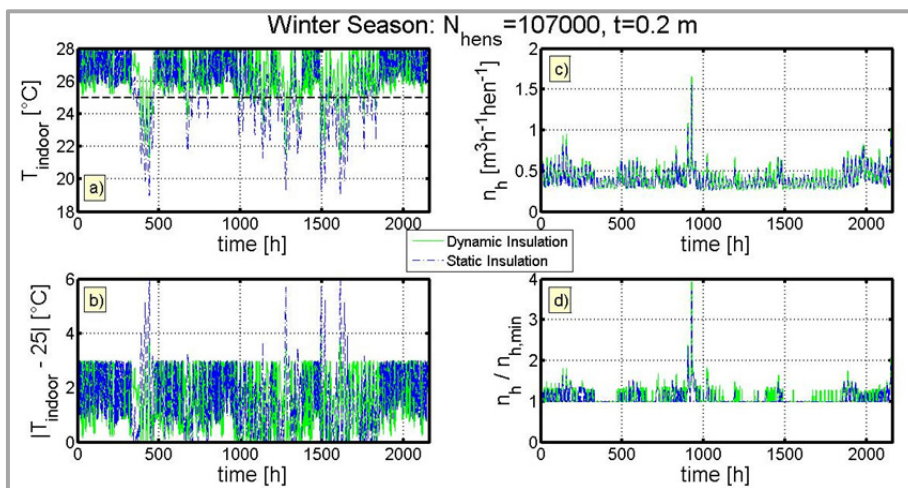 Winter Season: N_hens=107000, t=0.2 m
28
26
24
22
20
18
T_indoor [°C]
a)
0 500 1000 1500 2000
time [h]
2
1.5
1
0.5
0
n_h [m³h⁻¹hen⁻¹]
c)
0 500 1000 1500 2000
time [h]
Dynamic Insulation
Static Insulation
6
4
2
0
|T_indoor - 25| [°C]
b)
0 500 1000 1500 2000
time [h]
4
3
2
1
0
n_h / n_h,min
d)
0 500 1000 1500 2000
time [h]